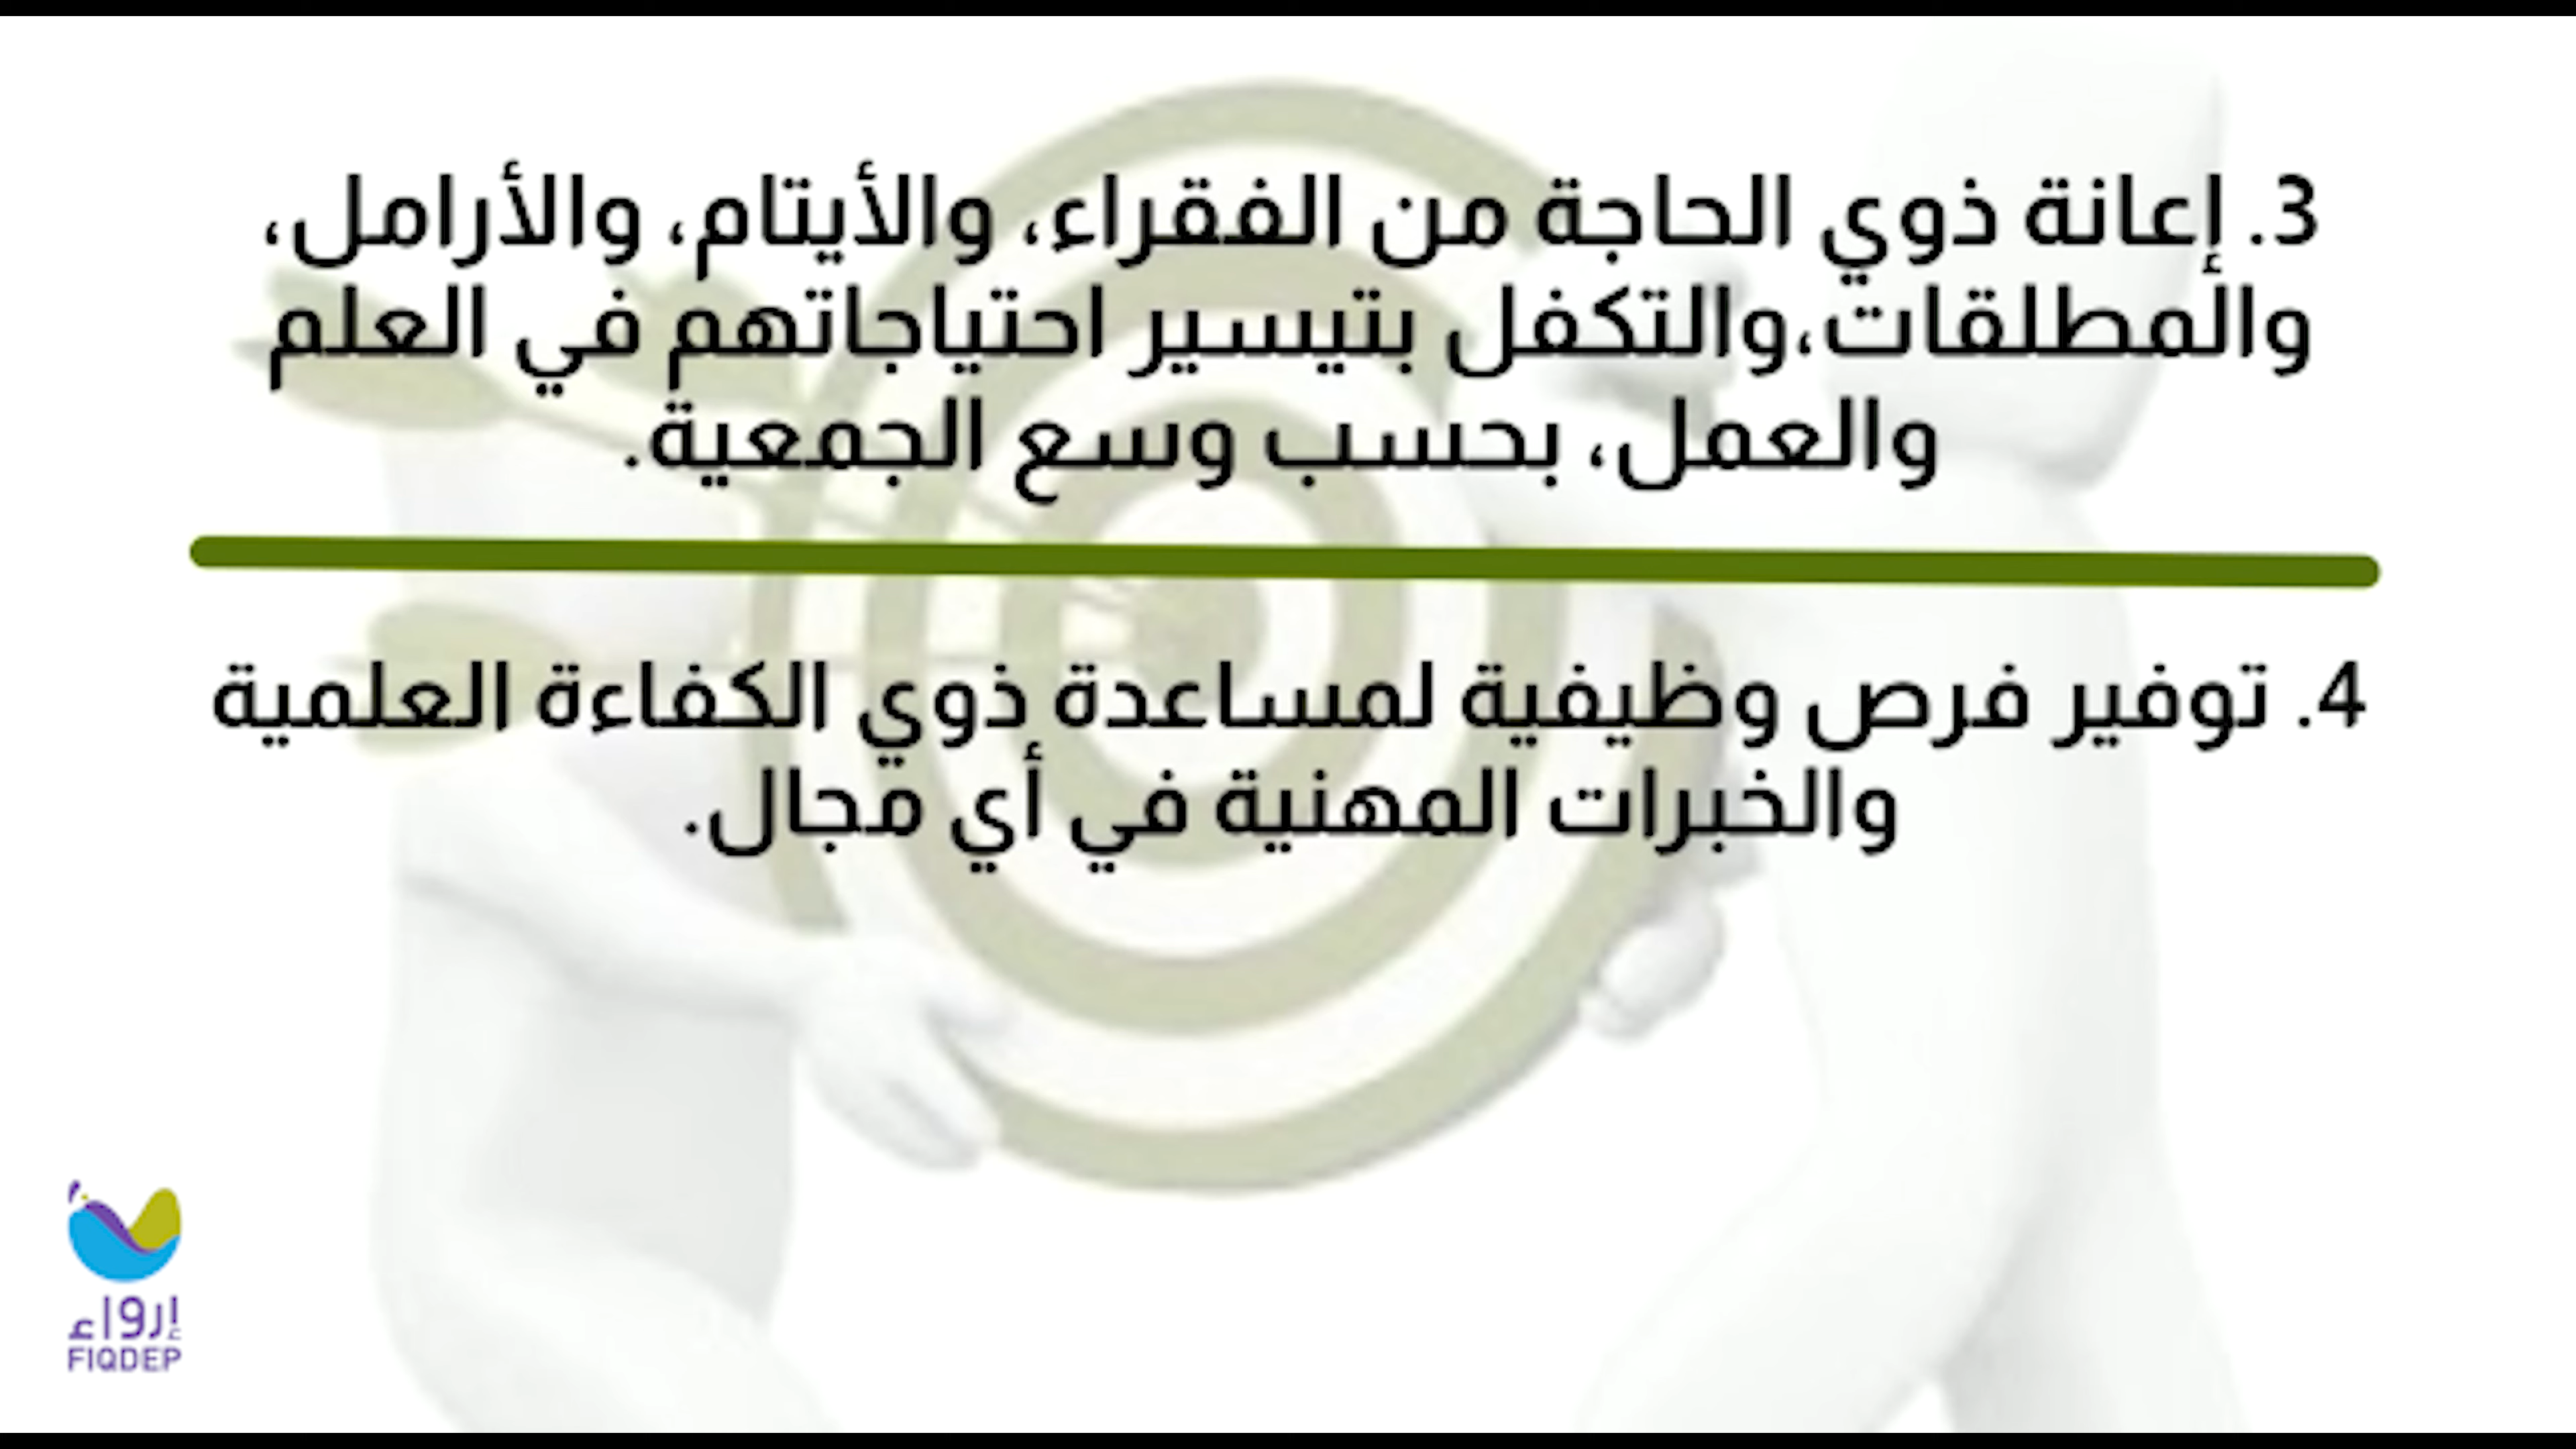 3. إعانة ذوي الحاجة من الفقراء، والأيتام، والأرامل،
والمطلقات،والتكفل بتيسير احتياجاتهم في العلم
والعمل، بحسب وسع الجمعية.
4. توفير فرص وظيفية لمساعدة ذوي الكفاءة العلمية
والخبرات المهنية في أي مجال.
إرواء
FIQDEP